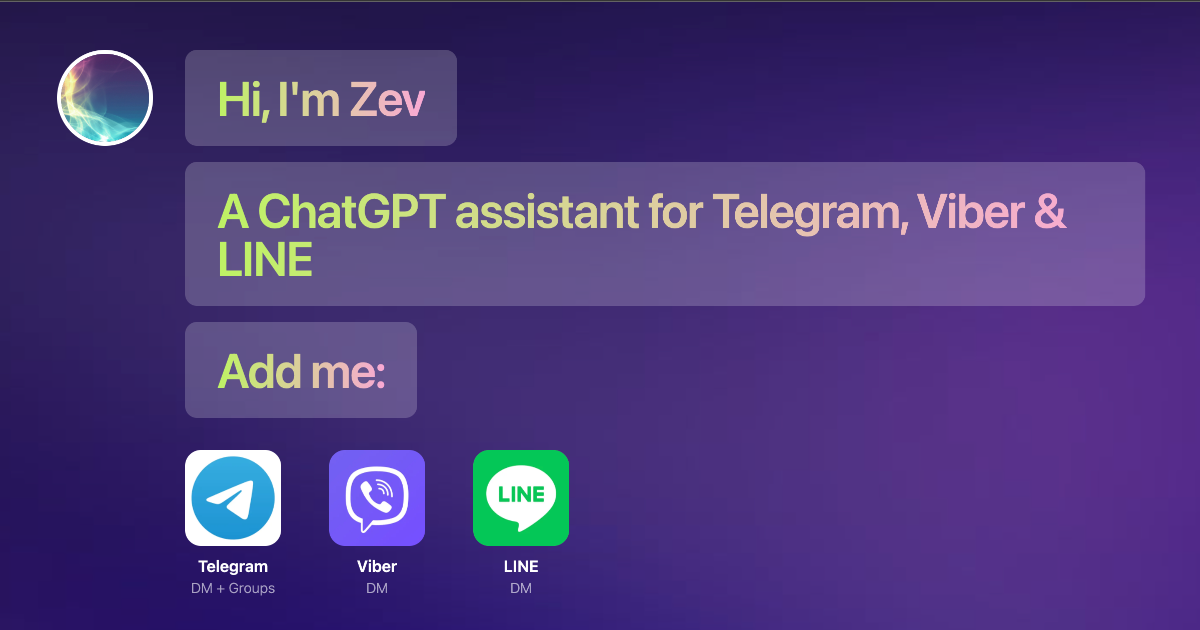 Hi, I'm Zev
A ChatGPT assistant for Telegram, Viber &
LINE
Add me:
LINE
Telegram
Viber
LINE
DM + Groups
DM
DM